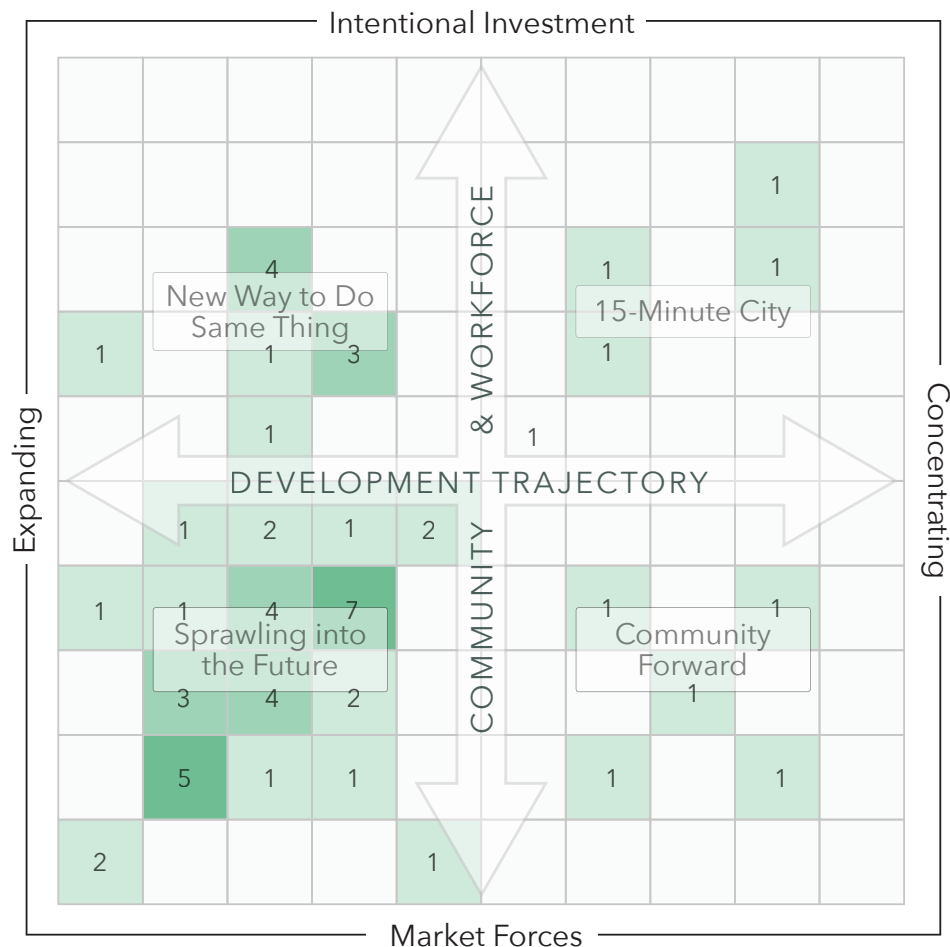 Intentional Investment
1
4
1
1
New Way to Do
Same Thing
15-Minute City
1
1
3
1
& WORKFORCE
1
1
Expanding
Concentrating
DEVELOPMENT TRAJECTORY
1
2
1
2
COMMUNITY
1
1
4
7
1
1
Sprawling into
the Future
Community
Forward
3
4
2
1
5
1
1
1
1
2
1
Market Forces